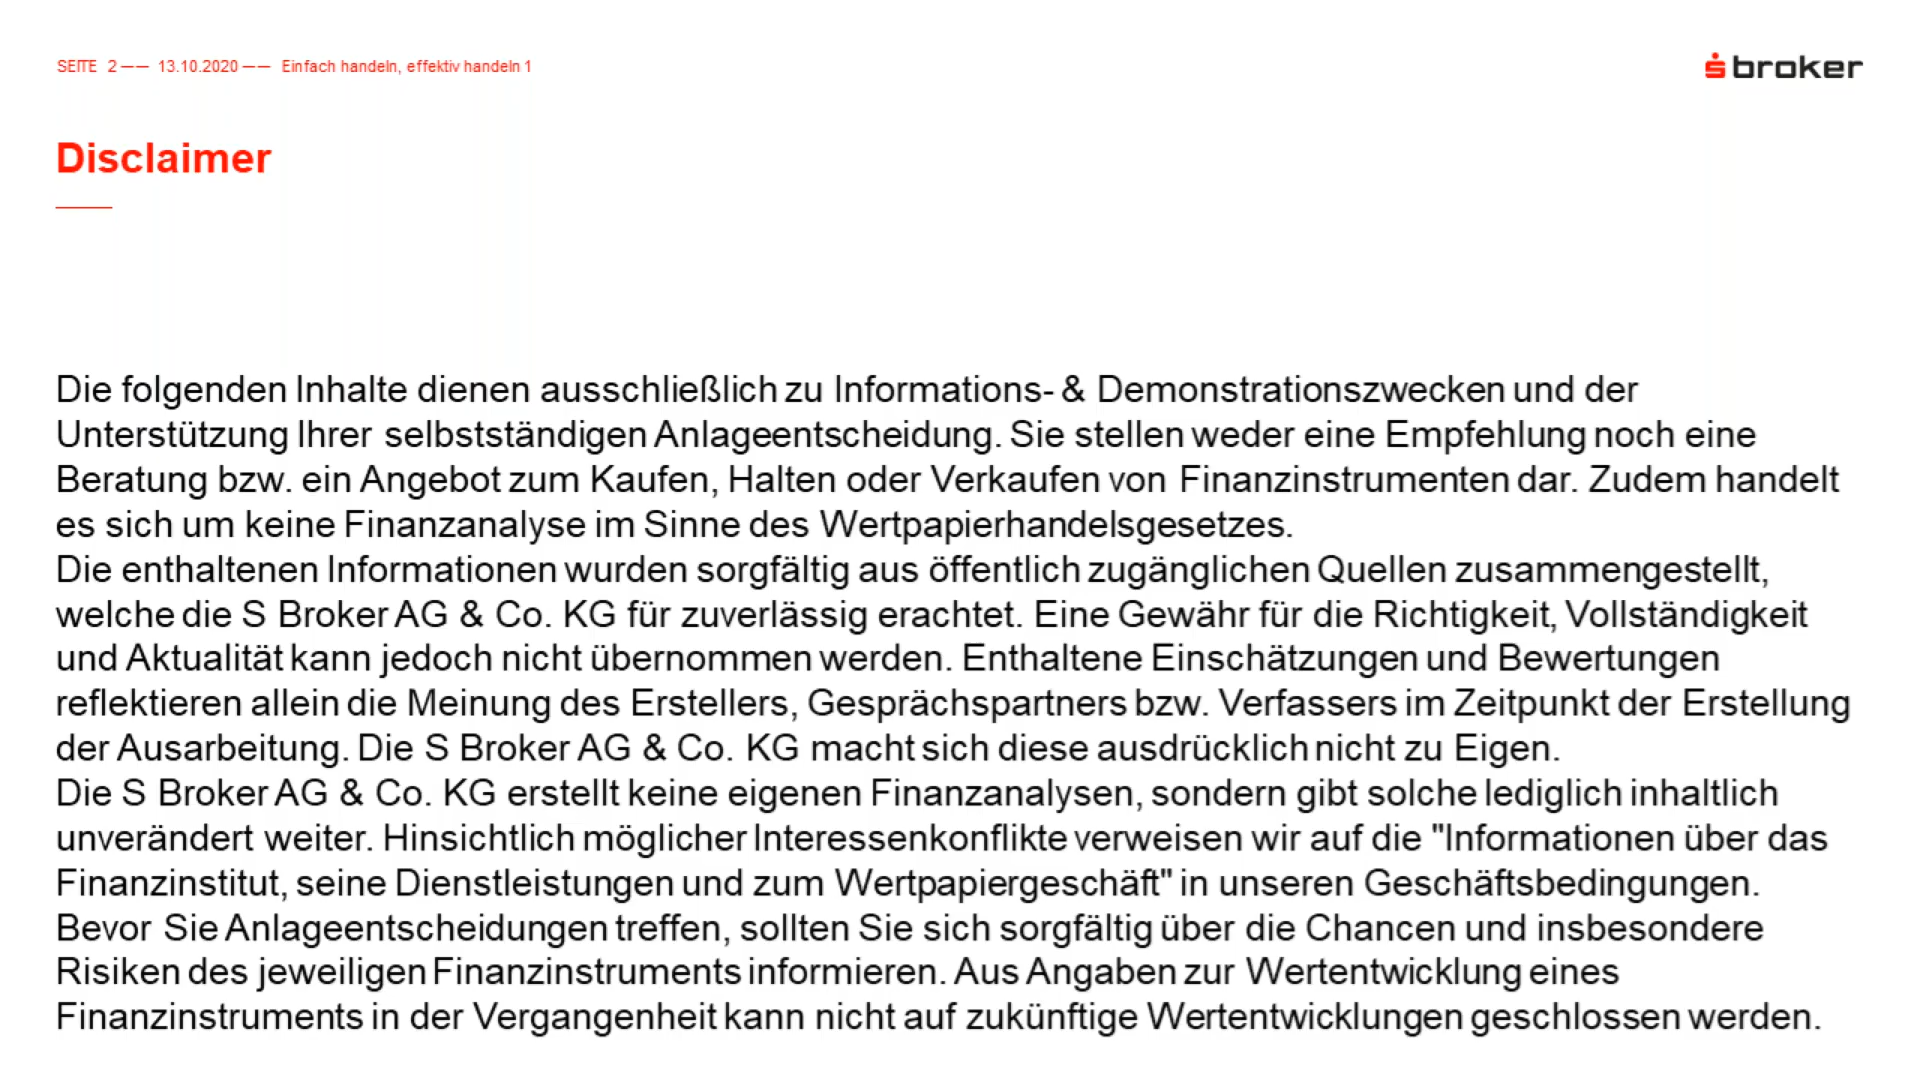 SEITE 2 —— 13.10.2020 —— Einfach handeln, effektiv handeln 1
broker
Disclaimer
Die folgenden Inhalte dienen ausschließlich zu Informations- & Demonstrationszwecken und der
Unterstützung Ihrer selbstständigen Anlageentscheidung. Sie stellen weder eine Empfehlung noch eine
Beratung bzw. ein Angebot zum Kaufen, Halten oder Verkaufen von Finanzinstrumenten dar. Zudem handelt
es sich um keine Finanzanalyse im Sinne des Wertpapierhandelsgesetzes.
Die enthaltenen Informationen wurden sorgfältig aus öffentlich zugänglichen Quellen zusammengestellt,
welche die S Broker AG & Co. KG für zuverlässig erachtet. Eine Gewähr für die Richtigkeit, Vollständigkeit
und Aktualität kann jedoch nicht übernommen werden. Enthaltene Einschätzungen und Bewertungen
reflektieren allein die Meinung des Erstellers, Gesprächspartners bzw. Verfassers im Zeitpunkt der Erstellung
der Ausarbeitung. Die S Broker AG & Co. KG macht sich diese ausdrücklich nicht zu Eigen.
Die S Broker AG & Co. KG erstellt keine eigenen Finanzanalysen, sondern gibt solche lediglich inhaltlich
unverändert weiter. Hinsichtlich möglicher Interessenkonflikte verweisen wir auf die "Informationen über das
Finanzinstitut, seine Dienstleistungen und zum Wertpapiergeschäft" in unseren Geschäftsbedingungen.
Bevor Sie Anlageentscheidungen treffen, sollten Sie sich sorgfältig über die Chancen und insbesondere
Risiken des jeweiligen Finanzinstruments informieren. Aus Angaben zur Wertentwicklung eines
Finanzinstruments in der Vergangenheit kann nicht auf zukünftige Wertentwicklungen geschlossen werden.